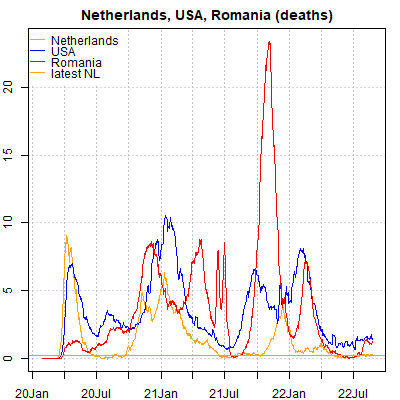 Netherlands, USA, Romania (deaths)
Netherlands
USA
Romania
latest NL
20
15
10
5
0
20Jan 20Jul 21Jan 21Jul 22Jan 22Jul